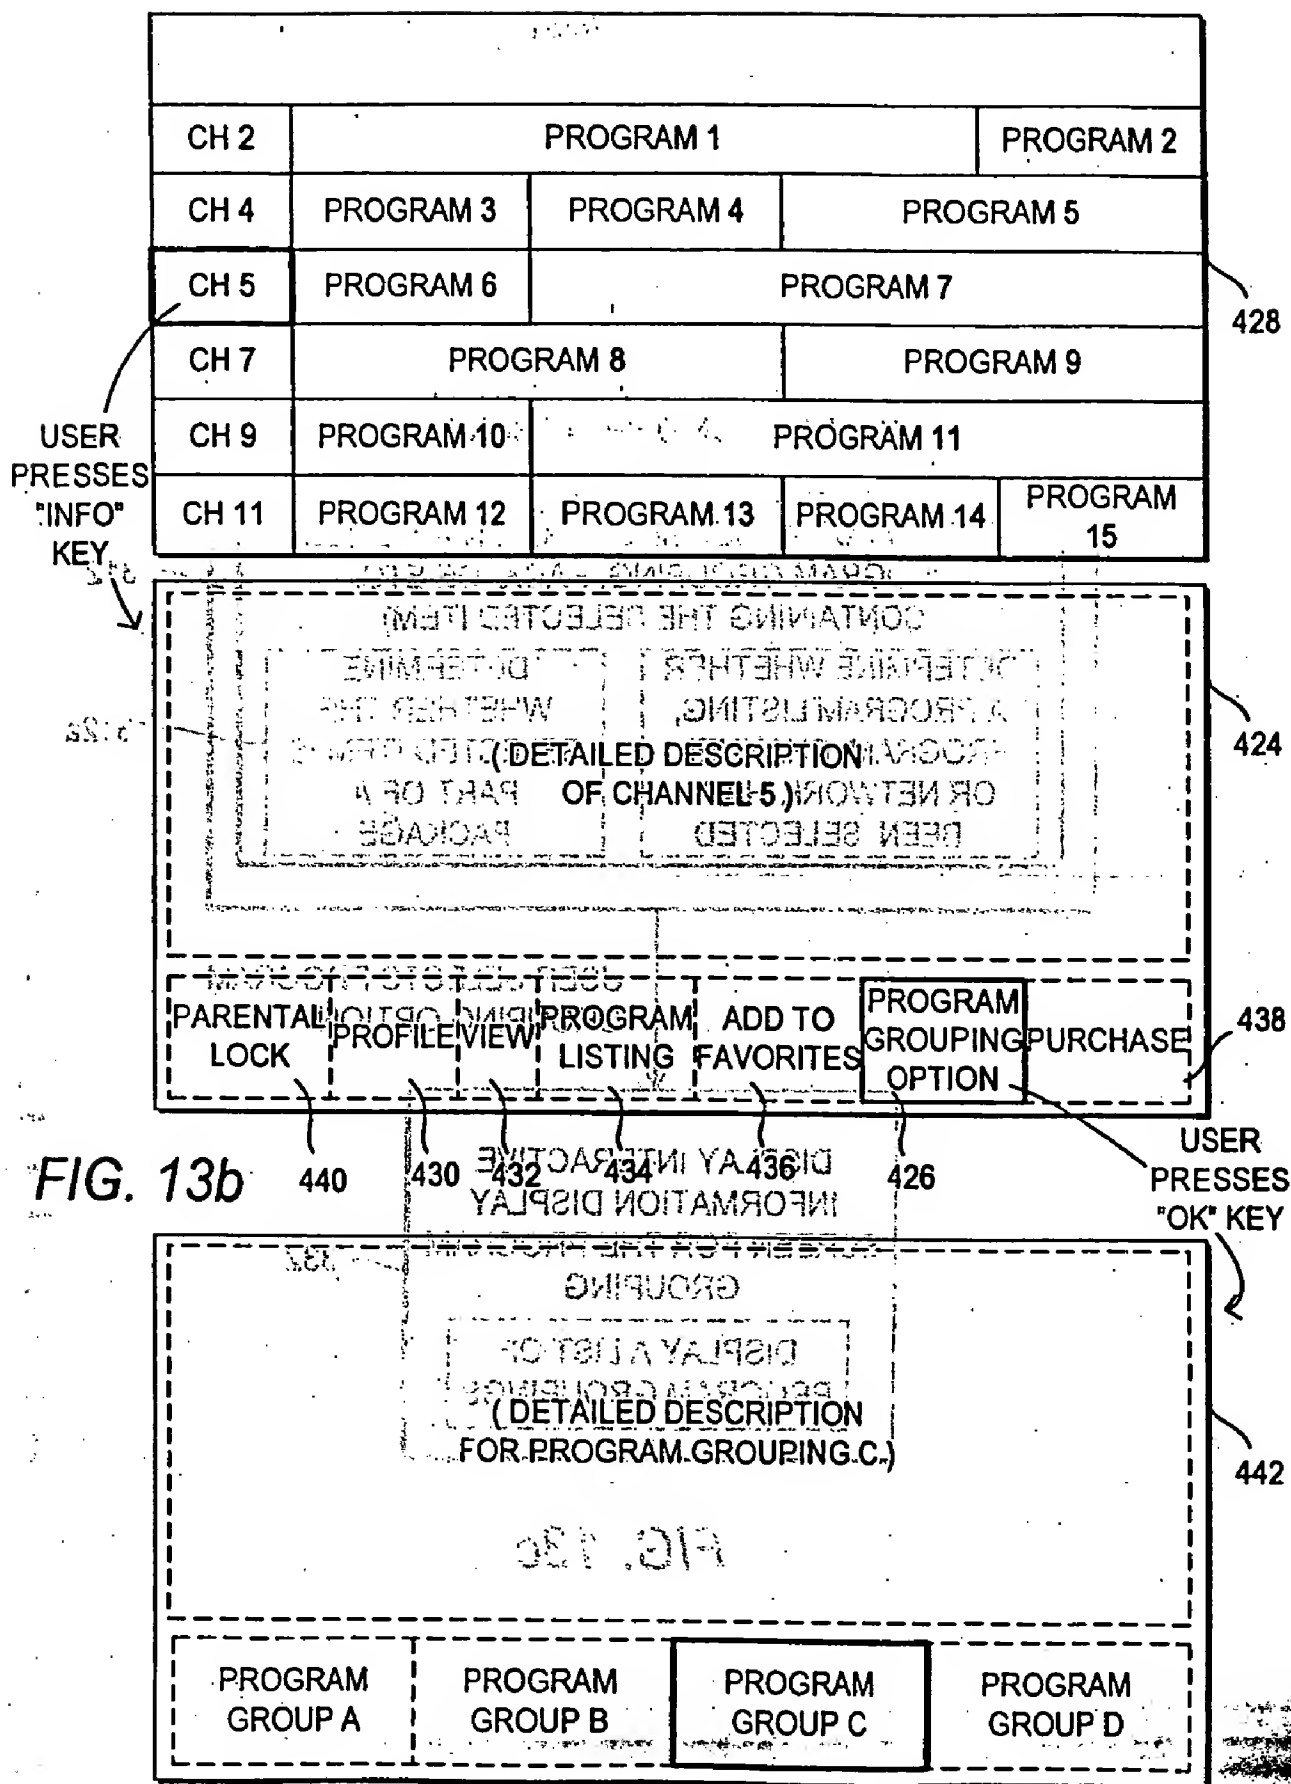 CH 2 PROGRAM 1 PROGRAM 2
CH 4 PROGRAM 3 PROGRAM 4 PROGRAM 5
CH 5 PROGRAM 6 PROGRAM 7
428
CH 7 PROGRAM 8 PROGRAM 9
CH 9 PROGRAM 10 PROGRAM 11
CH 11 PROGRAM 12 PROGRAM 13 PROGRAM 14 PROGRAM
15
USER
PRESSES
"INFO"
KEY
424
( DETAILED DESCRIPTION
OF CHANNEL 5 )
PARENTAL
LOCK
PROFILE
VIEW
PROGRAM
LISTING
ADD TO
FAVORITES
PROGRAM
GROUPING
OPTION
PURCHASE
438
440 430 432 434 436 426
USER
PRESSES
"OK" KEY
FIG. 13b
( DETAILED DESCRIPTION
FOR PROGRAM GROUPING C )
442
PROGRAM
GROUP A
PROGRAM
GROUP B
PROGRAM
GROUP C
PROGRAM
GROUP D